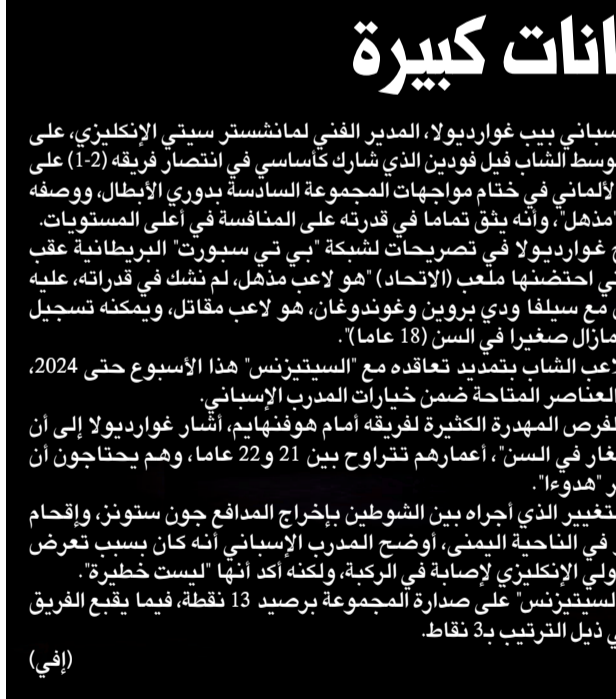 انات كبيرة
سباني بيب غوارديولا، المدير الفني لمانشستر سيتي الإنكليزي، على
وسط الشاب فيل فودين الذي شارك كأساسي في انتصار فريقه (2-1) على
لألماني في ختام مواجهات المجموعة السادسة بدوري الأبطال، ووصفه
مذهل"، وأنه يثق تماما في قدرته على المنافسة في أعلى المستويات.
غوارديولا في تصريحات لشبكة "بي تي سبورت" البريطانية عقب
ي احتضنها ملعب (الاتحاد) "هو لاعب مذهل، لم نشك في قدراته، عليه
مع سيلفا ودي بروين وغوندوغان، هو لاعب مقاتل، ويمكنه تسجيل
مازال صغيرا في السن (18 عاما)".
لاعب الشاب بتمديد تعاقده مع "السيتيزنس" هذا الأسبوع حتى 2024،
لعناصر المتاحة ضمن خيارات المدرب الإسباني.
لفرص المهدرة الكثيرة لفريقه أمام هوفنهايم، أشار غوارديولا إلى أن
غار في السن"، أعمارهم تتراوح بين 21 و22 عاما، وهم يحتاجون أن
ر "هدوءا".
لتغيير الذي أجراه بين الشوطين بإخراج المدافع جون ستونز، وإقحام
في الناحية اليمنى، أوضح المدرب الإسباني أنه كان بسبب تعرض
ولي الإنكليزي لإصابة في الركبة، ولكنه أكد أنها "ليست خطيرة".
لسيتيزنس" على صدارة المجموعة برصيد 13 نقطة، فيما يقبع الفريق
ي ذيل الترتيب بـ3 نقاط.
(إفي)